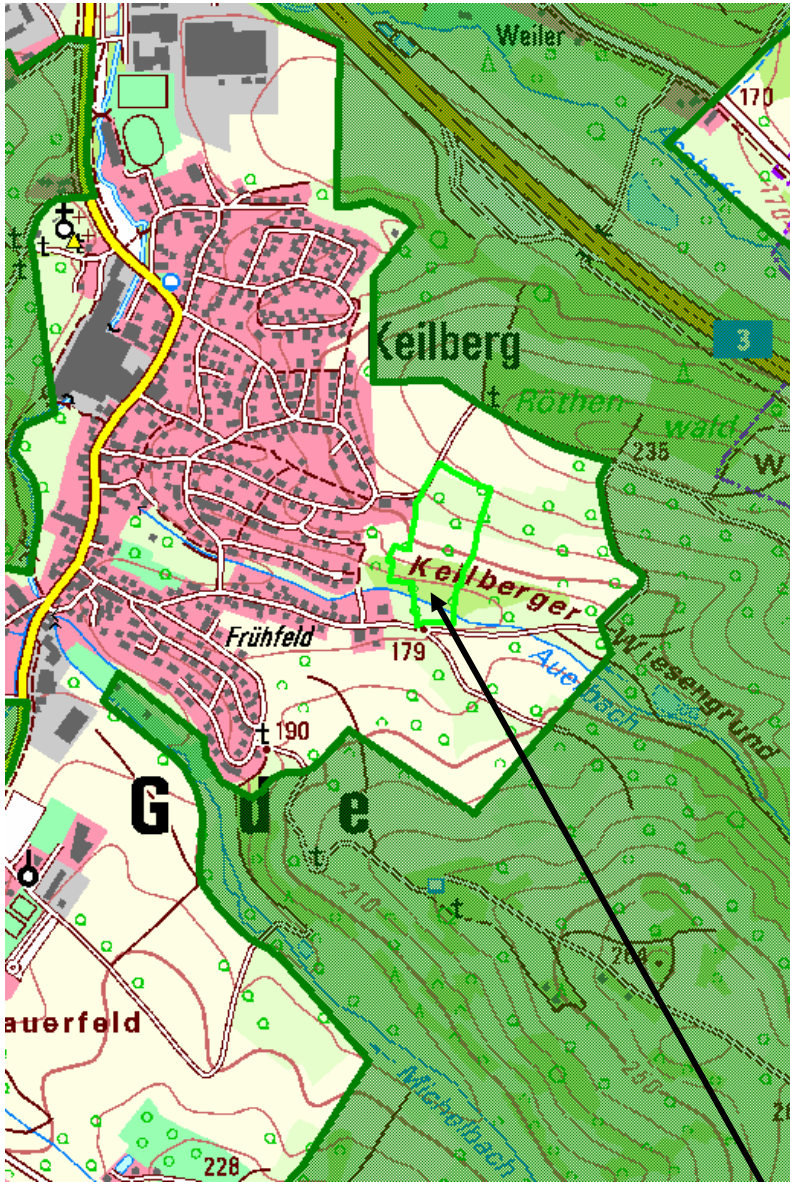 Weiler
170
170
Keilberg
3
Röthen
wald
235
W
Keilberger
Frühfeld
179
Auerbach
Wiesengrund
190
G ü e
210
264
auerfeld
250
Michelbach
228